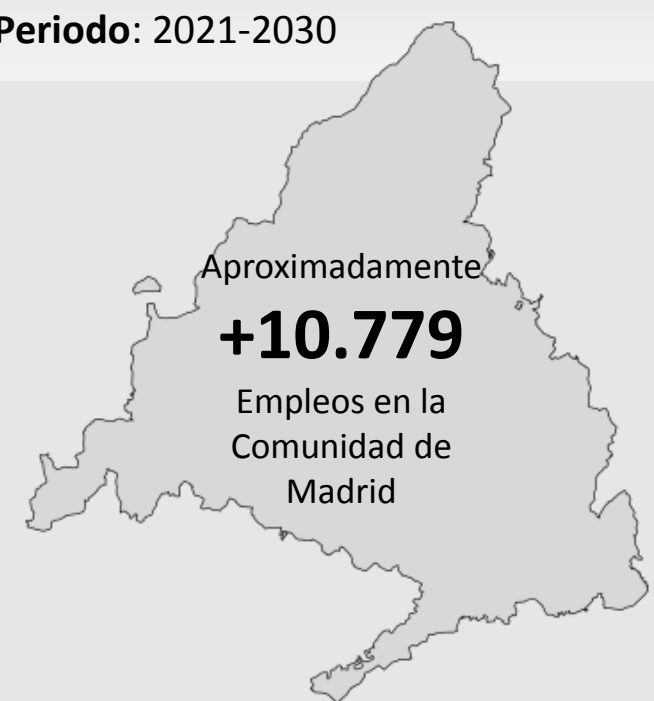 Periodo: 2021-2030
Aproximadamente
+10.779
Empleos en la
Comunidad de
Madrid